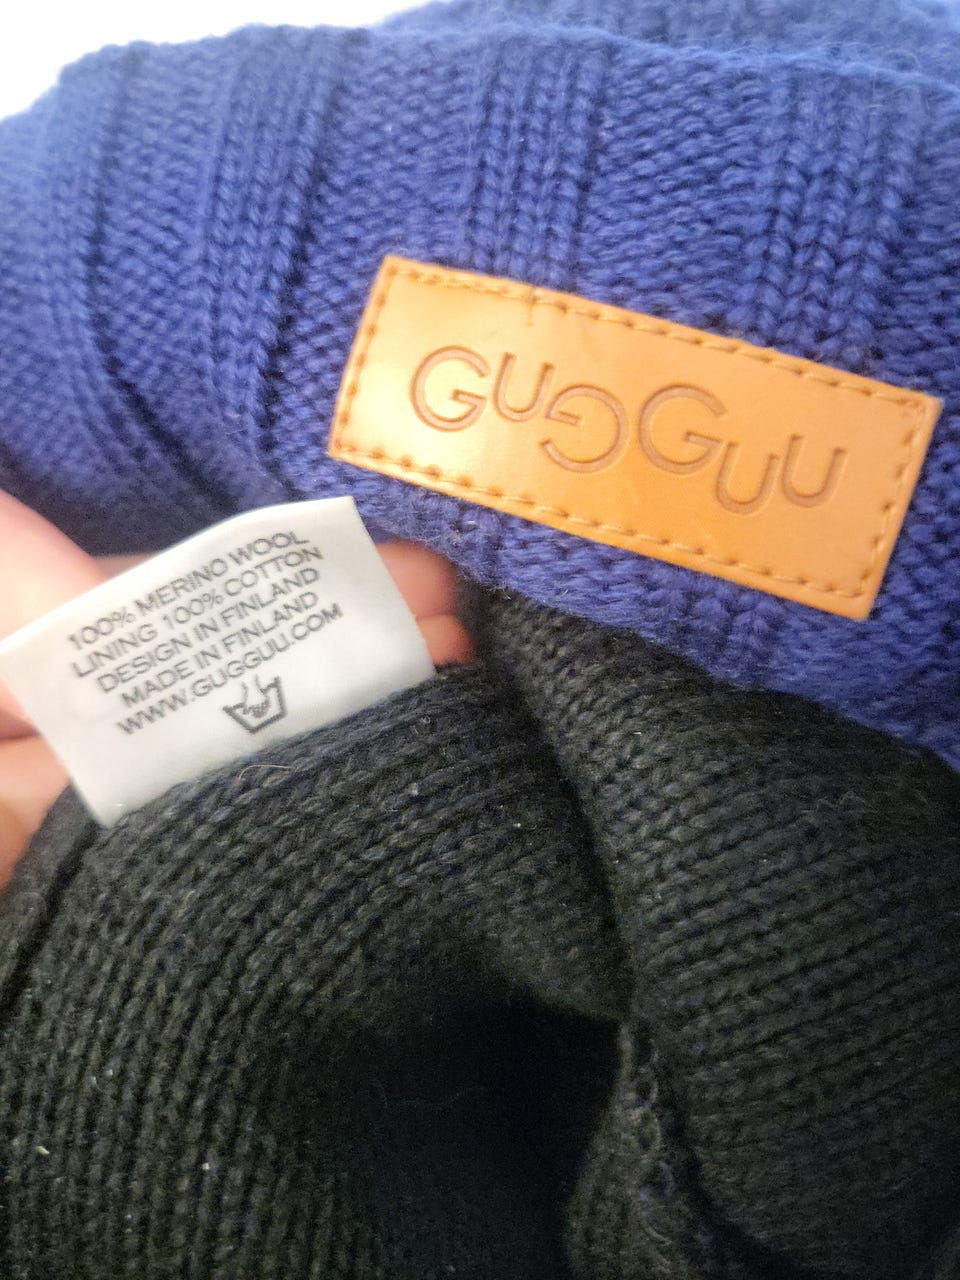 GUGGUU
100% MERINO WOOL
LINING 100% COTTON
DESIGN IN FINLAND
MADE IN FINLAND
WWW.GUGGUU.COM